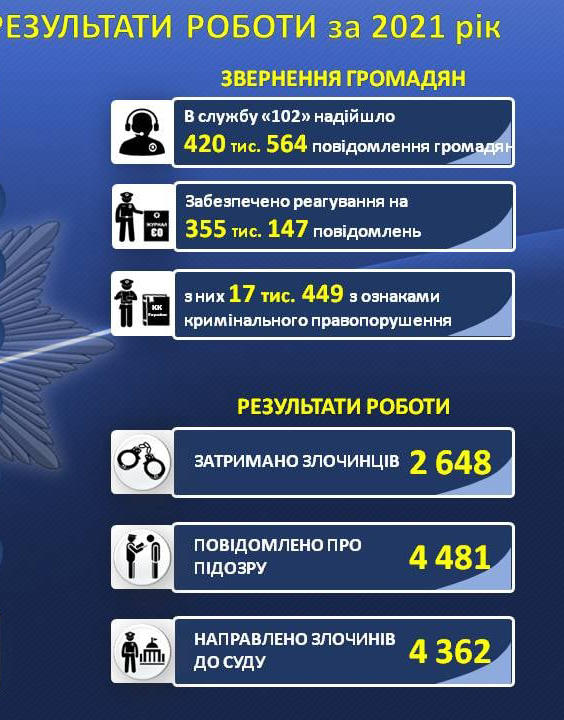 РЕЗУЛЬТАТИ РОБОТИ за 2021 рік
ЗВЕРНЕННЯ ГРОМАДЯН
В службу «102» надійшло
420 тис. 564 повідомлення громадян
Забезпечено реагування на
ЖУРНАЛ
ЄО
355 тис. 147 повідомлень
з них 17 тис. 449 з ознаками
КК
України
кримінального правопорушення
РЕЗУЛЬТАТИ РОБОТИ
ЗАТРИМАНО ЗЛОЧИНЦІВ 2 648
ПОВІДОМЛЕНО ПРО
ПІДОЗРУ
4 481
НАПРАВЛЕНО ЗЛОЧИНІВ
ДО СУДУ
4 362